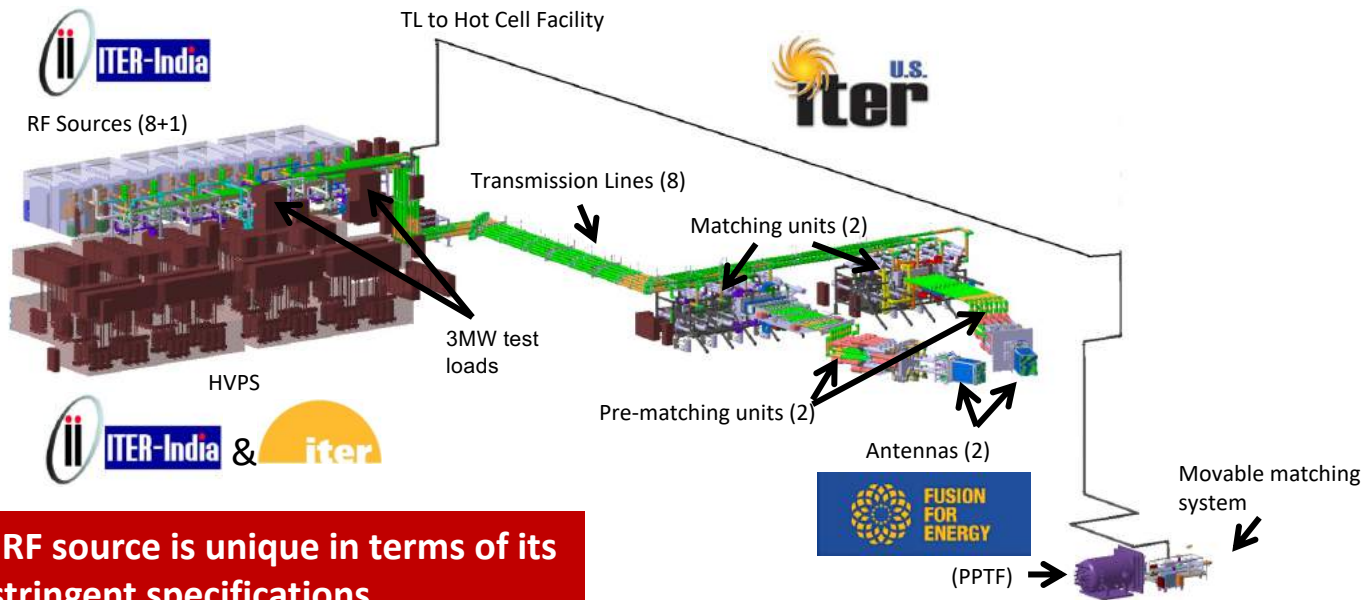 TL to Hot Cell Facility
ITER-India
U.S.
iter
RF Sources (8+1)
Transmission Lines (8)
Matching units (2)
3MW test
loads
HVPS
Pre-matching units (2)
Antennas (2)
ITER-India & iter
FUSION
FOR
ENERGY
Movable matching
system
(PPTF)
RF source is unique in terms of its
stringent specifications